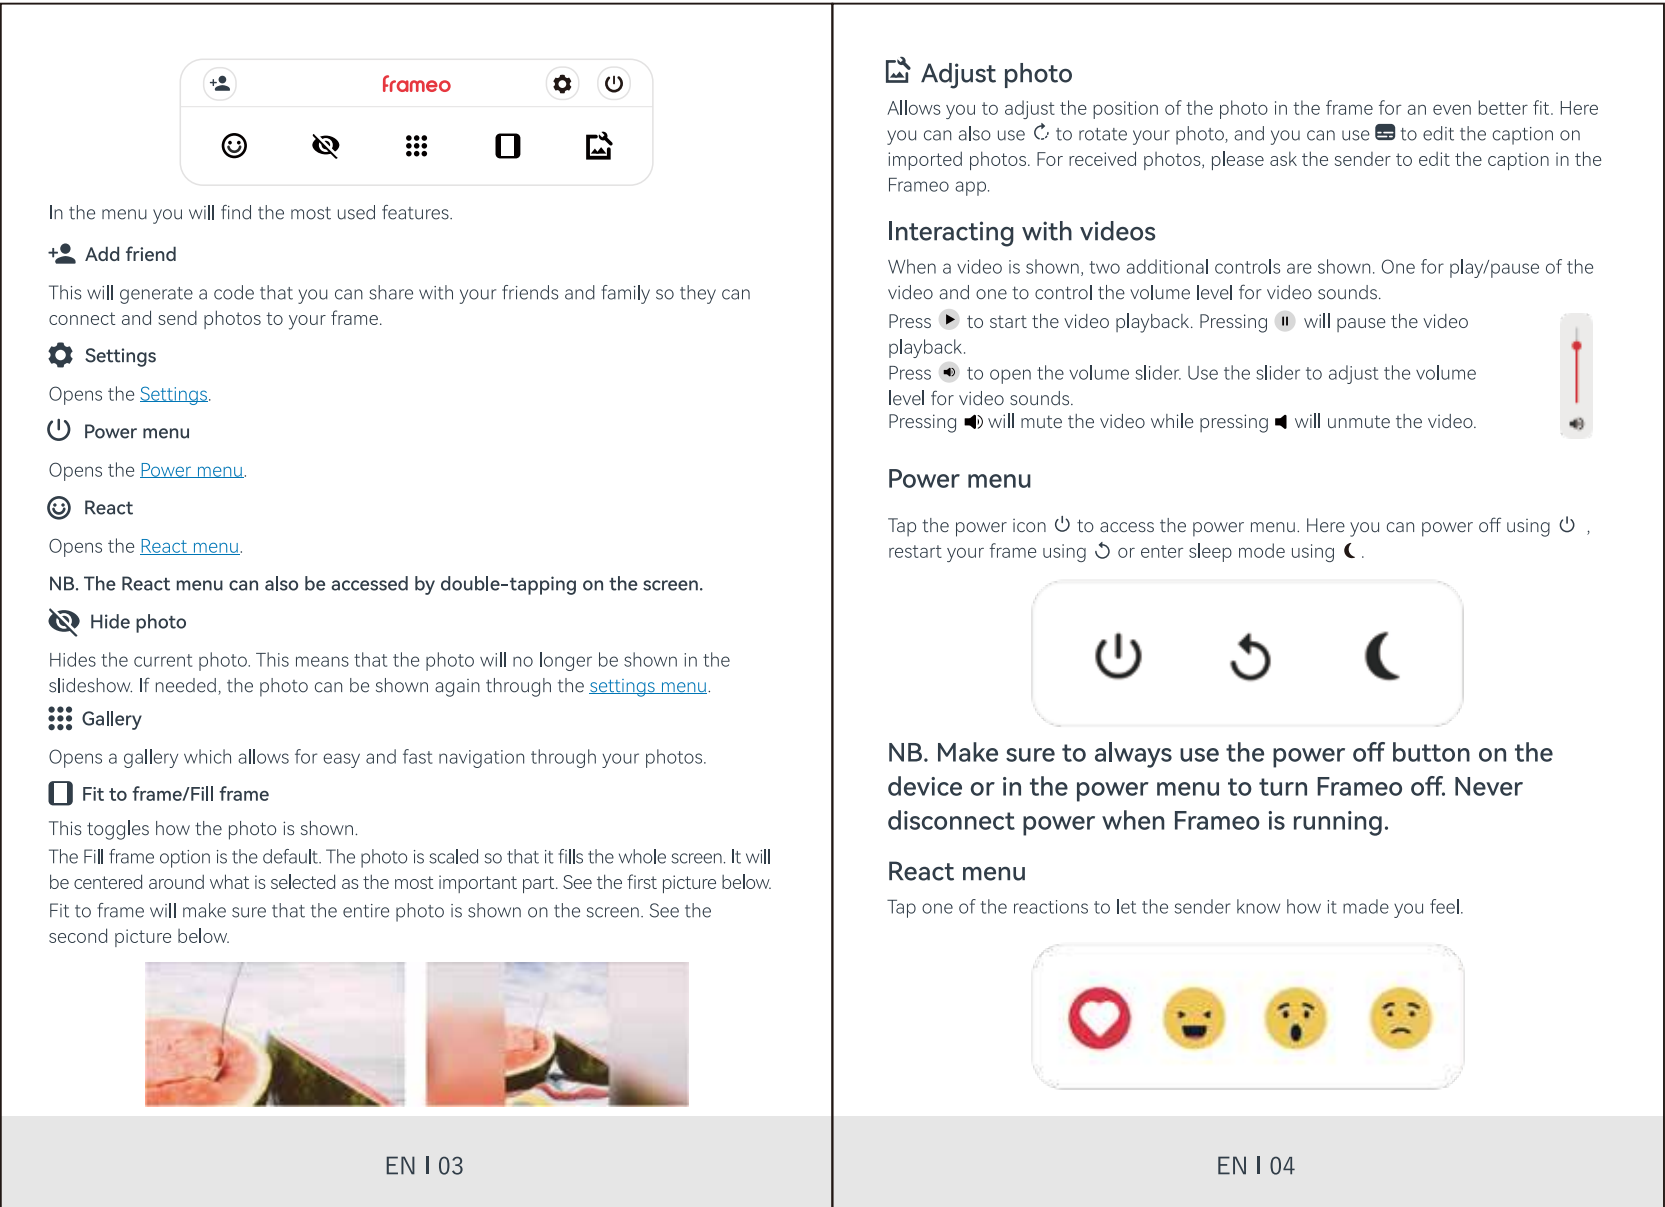 frameo
In the menu you will find the most used features.
Add friend
This will generate a code that you can share with your friends and family so they can
connect and send photos to your frame.
Settings
Opens the Settings.
Power menu
Opens the Power menu.
React
Opens the React menu.
NB. The React menu can also be accessed by double-tapping on the screen.
Hide photo
Hides the current photo. This means that the photo will no longer be shown in the
slideshow. If needed, the photo can be shown again through the settings menu.
Gallery
Opens a gallery which allows for easy and fast navigation through your photos.
Fit to frame/Fill frame
This toggles how the photo is shown.
The Fill frame option is the default. The photo is scaled so that it fills the whole screen. It will
be centered around what is selected as the most important part. See the first picture below.
Fit to frame will make sure that the entire photo is shown on the screen. See the
second picture below.
EN I 03
Adjust photo
Allows you to adjust the position of the photo in the frame for an even better fit. Here
you can also use to rotate your photo, and you can use to edit the caption on
imported photos. For received photos, please ask the sender to edit the caption in the
Frameo app.
Interacting with videos
When a video is shown, two additional controls are shown. One for play/pause of the
video and one to control the volume level for video sounds.
Press to start the video playback. Pressing will pause the video
playback.
Press to open the volume slider. Use the slider to adjust the volume
level for video sounds.
Pressing will mute the video while pressing will unmute the video.
Power menu
Tap the power icon to access the power menu. Here you can power off using ,
restart your frame using or enter sleep mode using .
NB. Make sure to always use the power off button on the
device or in the power menu to turn Frameo off. Never
disconnect power when Frameo is running.
React menu
Tap one of the reactions to let the sender know how it made you feel.
EN I 04